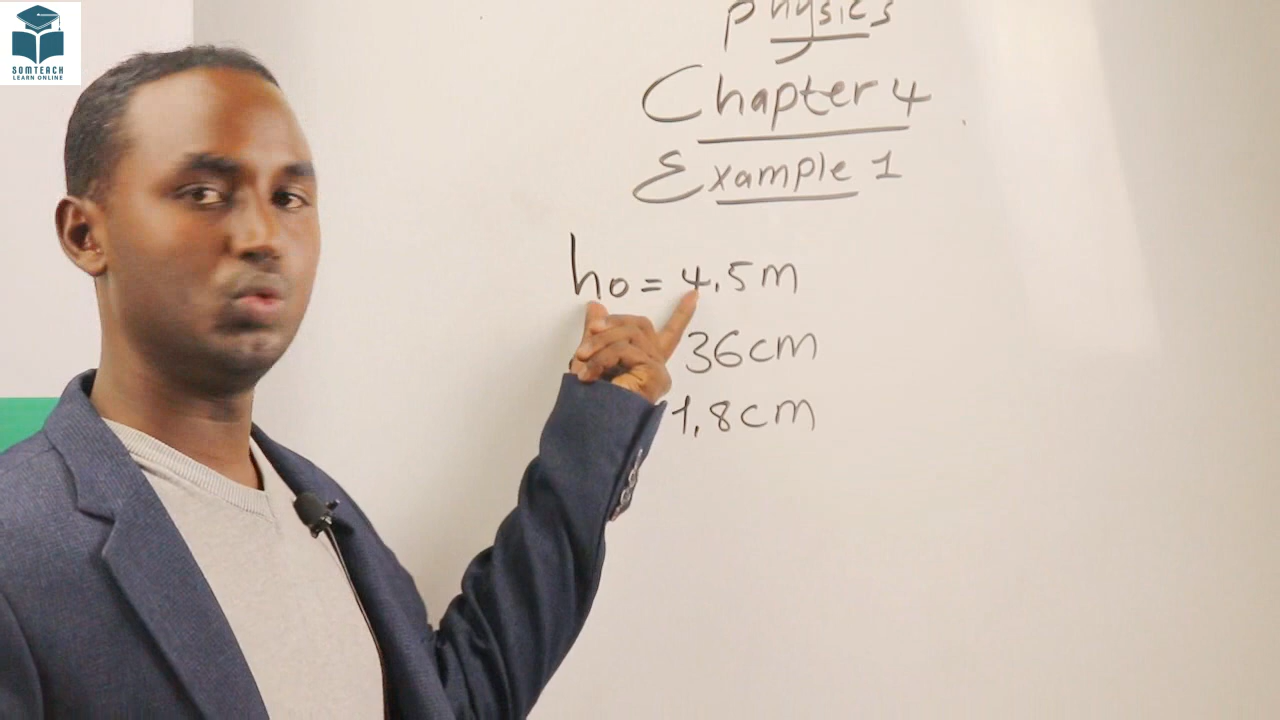 SOMTEACH
LEARN ONLINE
physics
Chapter 4
Example 1
ho = 4.5m
36cm
1.8cm